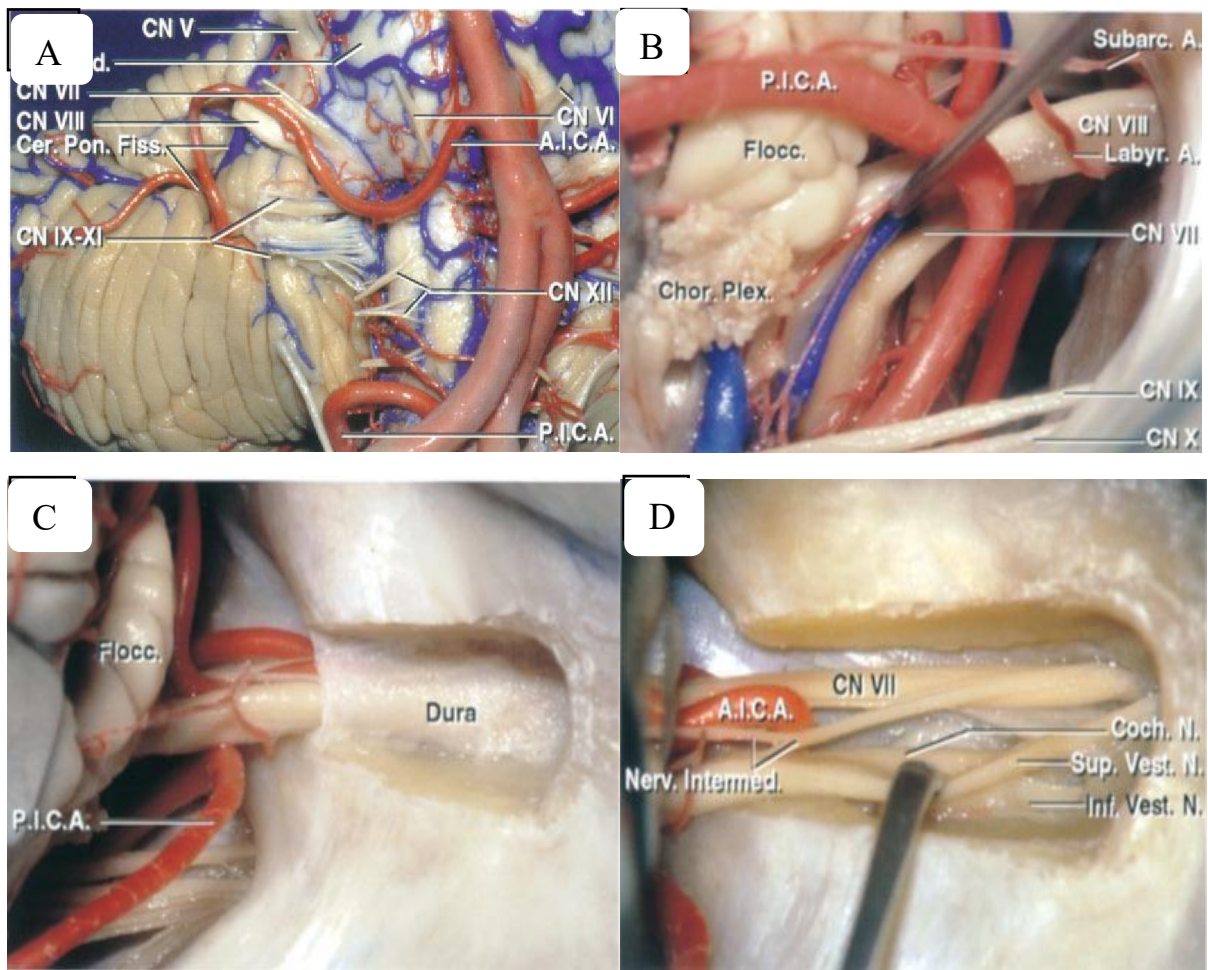 A
CN V
d.
CN VII
CN VIII
Cer. Pon. Fiss.
CN VI
A.I.C.A.
CN IX-XI
CN XII
P.I.C.A.
B
Subarc. A.
P.I.C.A.
CN VIII
Flocc.
Labyr. A.
CN VII
Chor. Plex.
CN IX
CN X
C
Flocc.
Dura
P.I.C.A.
D
CN VII
A.I.C.A.
Coch. N.
Nerv. Intermed.
Sup. Vest. N.
Inf. Vest. N.